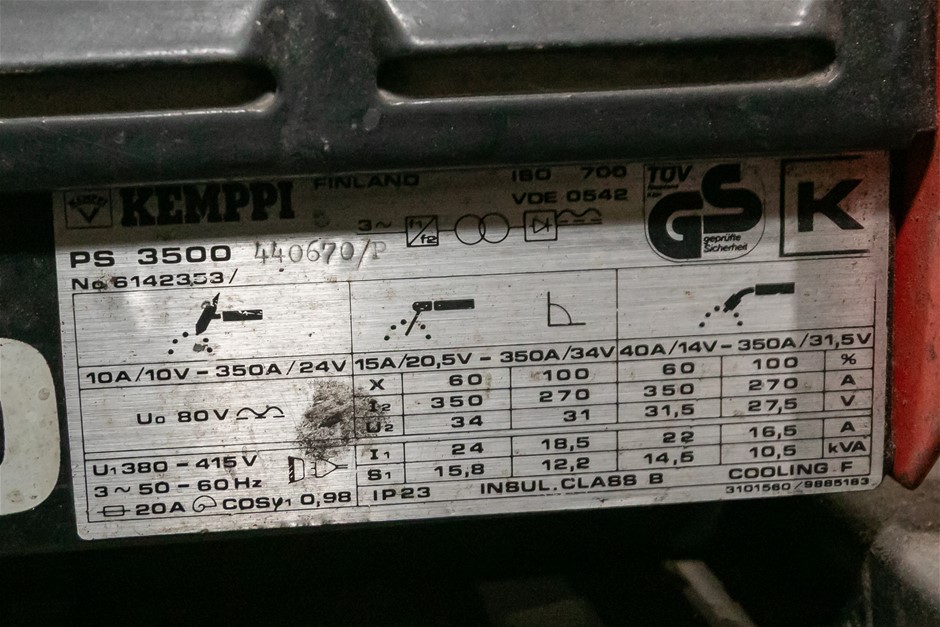 KEMPPI FINLAND ISO 700
VDE 0542
TÜV
Rheinland
GS
geprüfte
Sicherheit
K
3~ f1/f2
PS 3500 440670/P
No 6142353/
10A/10V – 350A/24V 15A/20,5V – 350A/34V 40A/14V – 350A/31,5V
X 60 100 60 100 %
I2 350 270 350 270 A
U2 34 31 31,5 27,5 V
U0 80V
I1 24 18,5 22 16,5 A
S1 15,8 12,2 14,5 10,5 kVA
U1 380 – 415V
3~50 – 60Hz
20A COSφ1 0,98
IP23 INSUL.CLASS B COOLING F
3101560/9885183